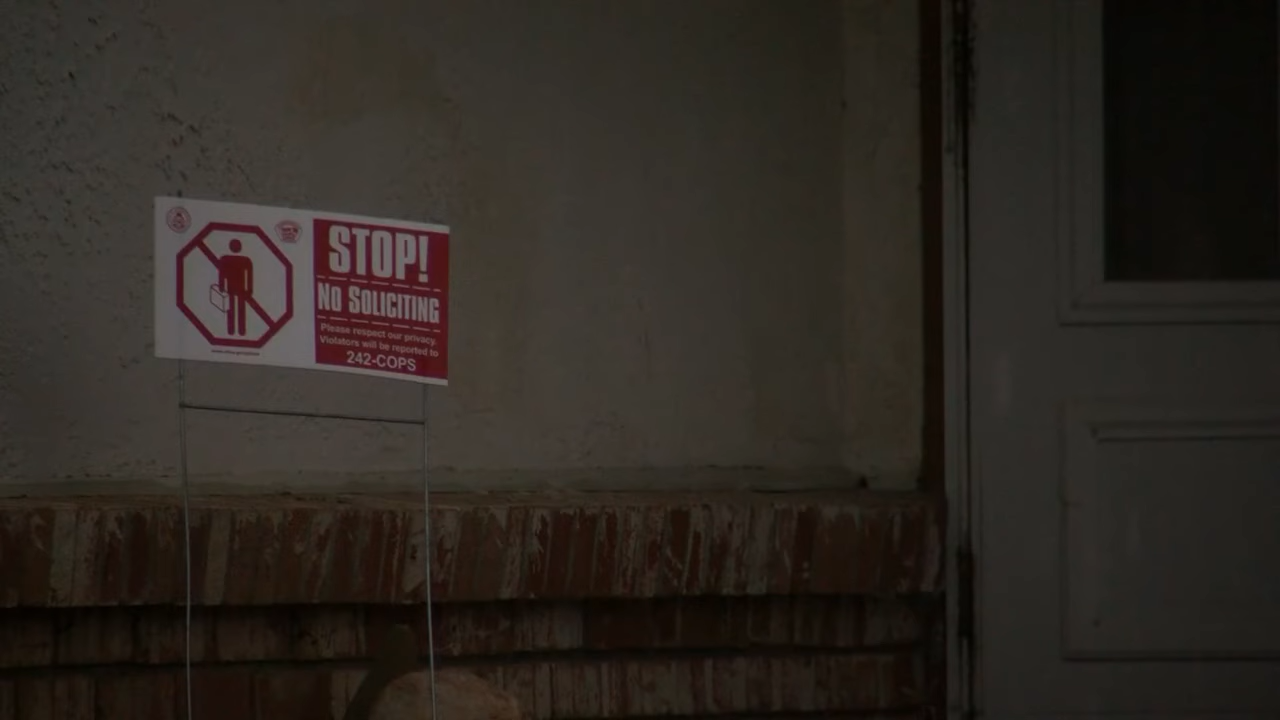 STOP!
NO SOLICITING
Please respect our privacy.
Violators will be reported to
242-COPS